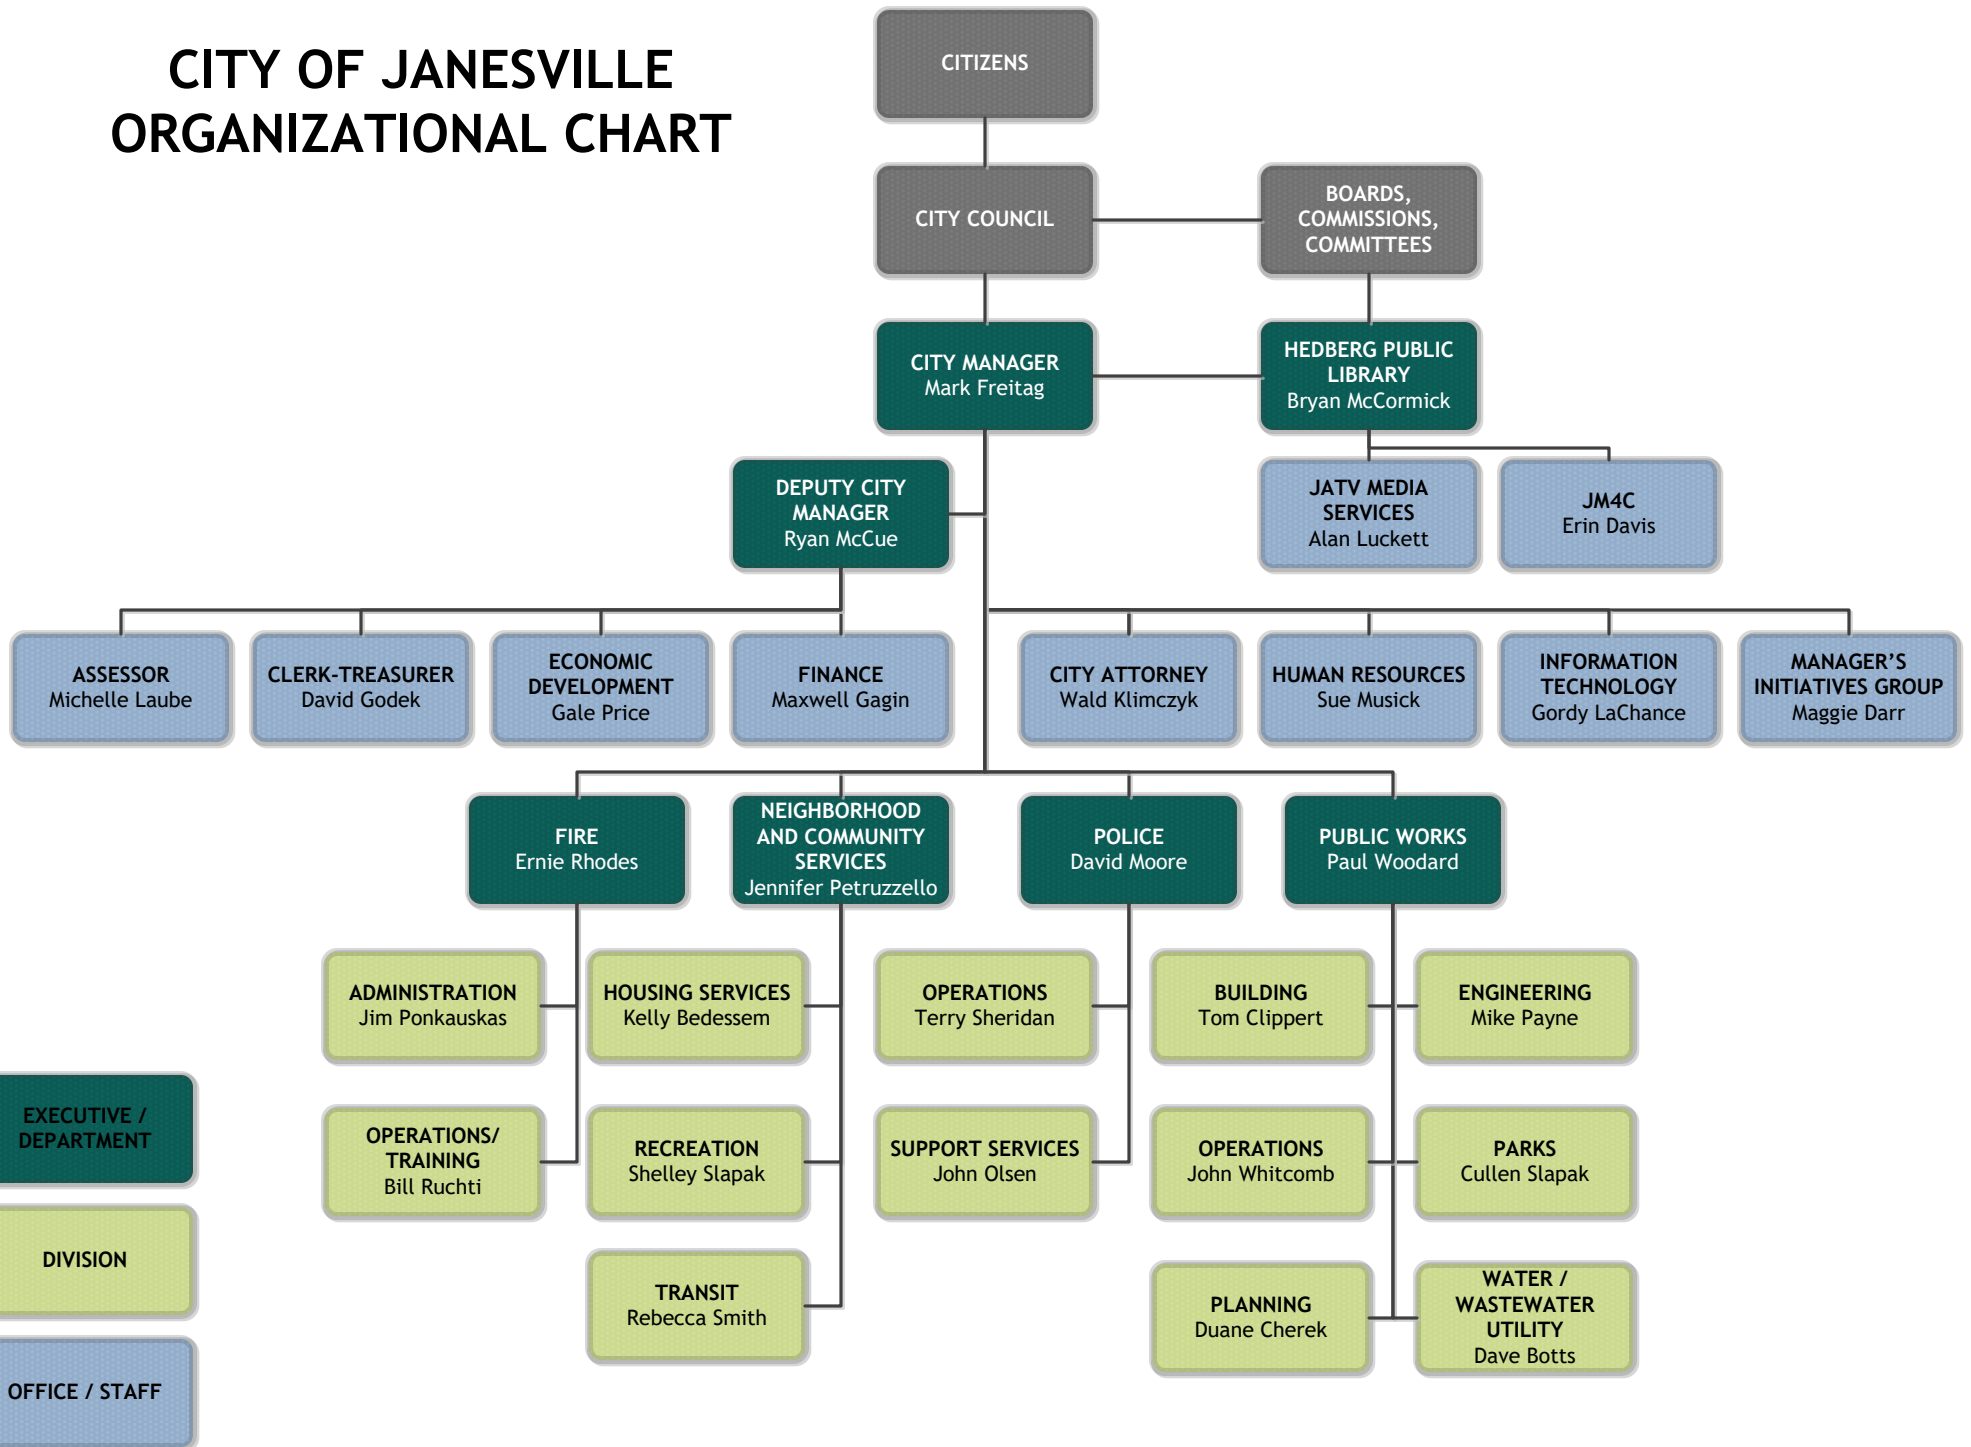 CITY OF JANESVILLE
ORGANIZATIONAL CHART
CITIZENS
CITY COUNCIL
BOARDS,
COMMISSIONS,
COMMITTEES
CITY MANAGER
Mark Freitag
HEDBERG PUBLIC
LIBRARY
Bryan McCormick
DEPUTY CITY
MANAGER
Ryan McCue
JATV MEDIA
SERVICES
Alan Luckett
JM4C
Erin Davis
ASSESSOR
Michelle Laube
CLERK-TREASURER
David Godek
ECONOMIC
DEVELOPMENT
Gale Price
FINANCE
Maxwell Gagin
CITY ATTORNEY
Wald Klimczyk
HUMAN RESOURCES
Sue Musick
INFORMATION
TECHNOLOGY
Gordy LaChance
MANAGER'S
INITIATIVES GROUP
Maggie Darr
FIRE
Ernie Rhodes
NEIGHBORHOOD
AND COMMUNITY
SERVICES
Jennifer Petruzzello
POLICE
David Moore
PUBLIC WORKS
Paul Woodard
ADMINISTRATION
Jim Ponkauskas
HOUSING SERVICES
Kelly Bedessem
OPERATIONS
Terry Sheridan
BUILDING
Tom Clippert
ENGINEERING
Mike Payne
OPERATIONS/
TRAINING
Bill Ruchti
RECREATION
Shelley Slapak
SUPPORT SERVICES
John Olsen
OPERATIONS
John Whitcomb
PARKS
Cullen Slapak
TRANSIT
Rebecca Smith
PLANNING
Duane Cherek
WATER /
WASTEWATER
UTILITY
Dave Botts
EXECUTIVE /
DEPARTMENT
DIVISION
OFFICE / STAFF